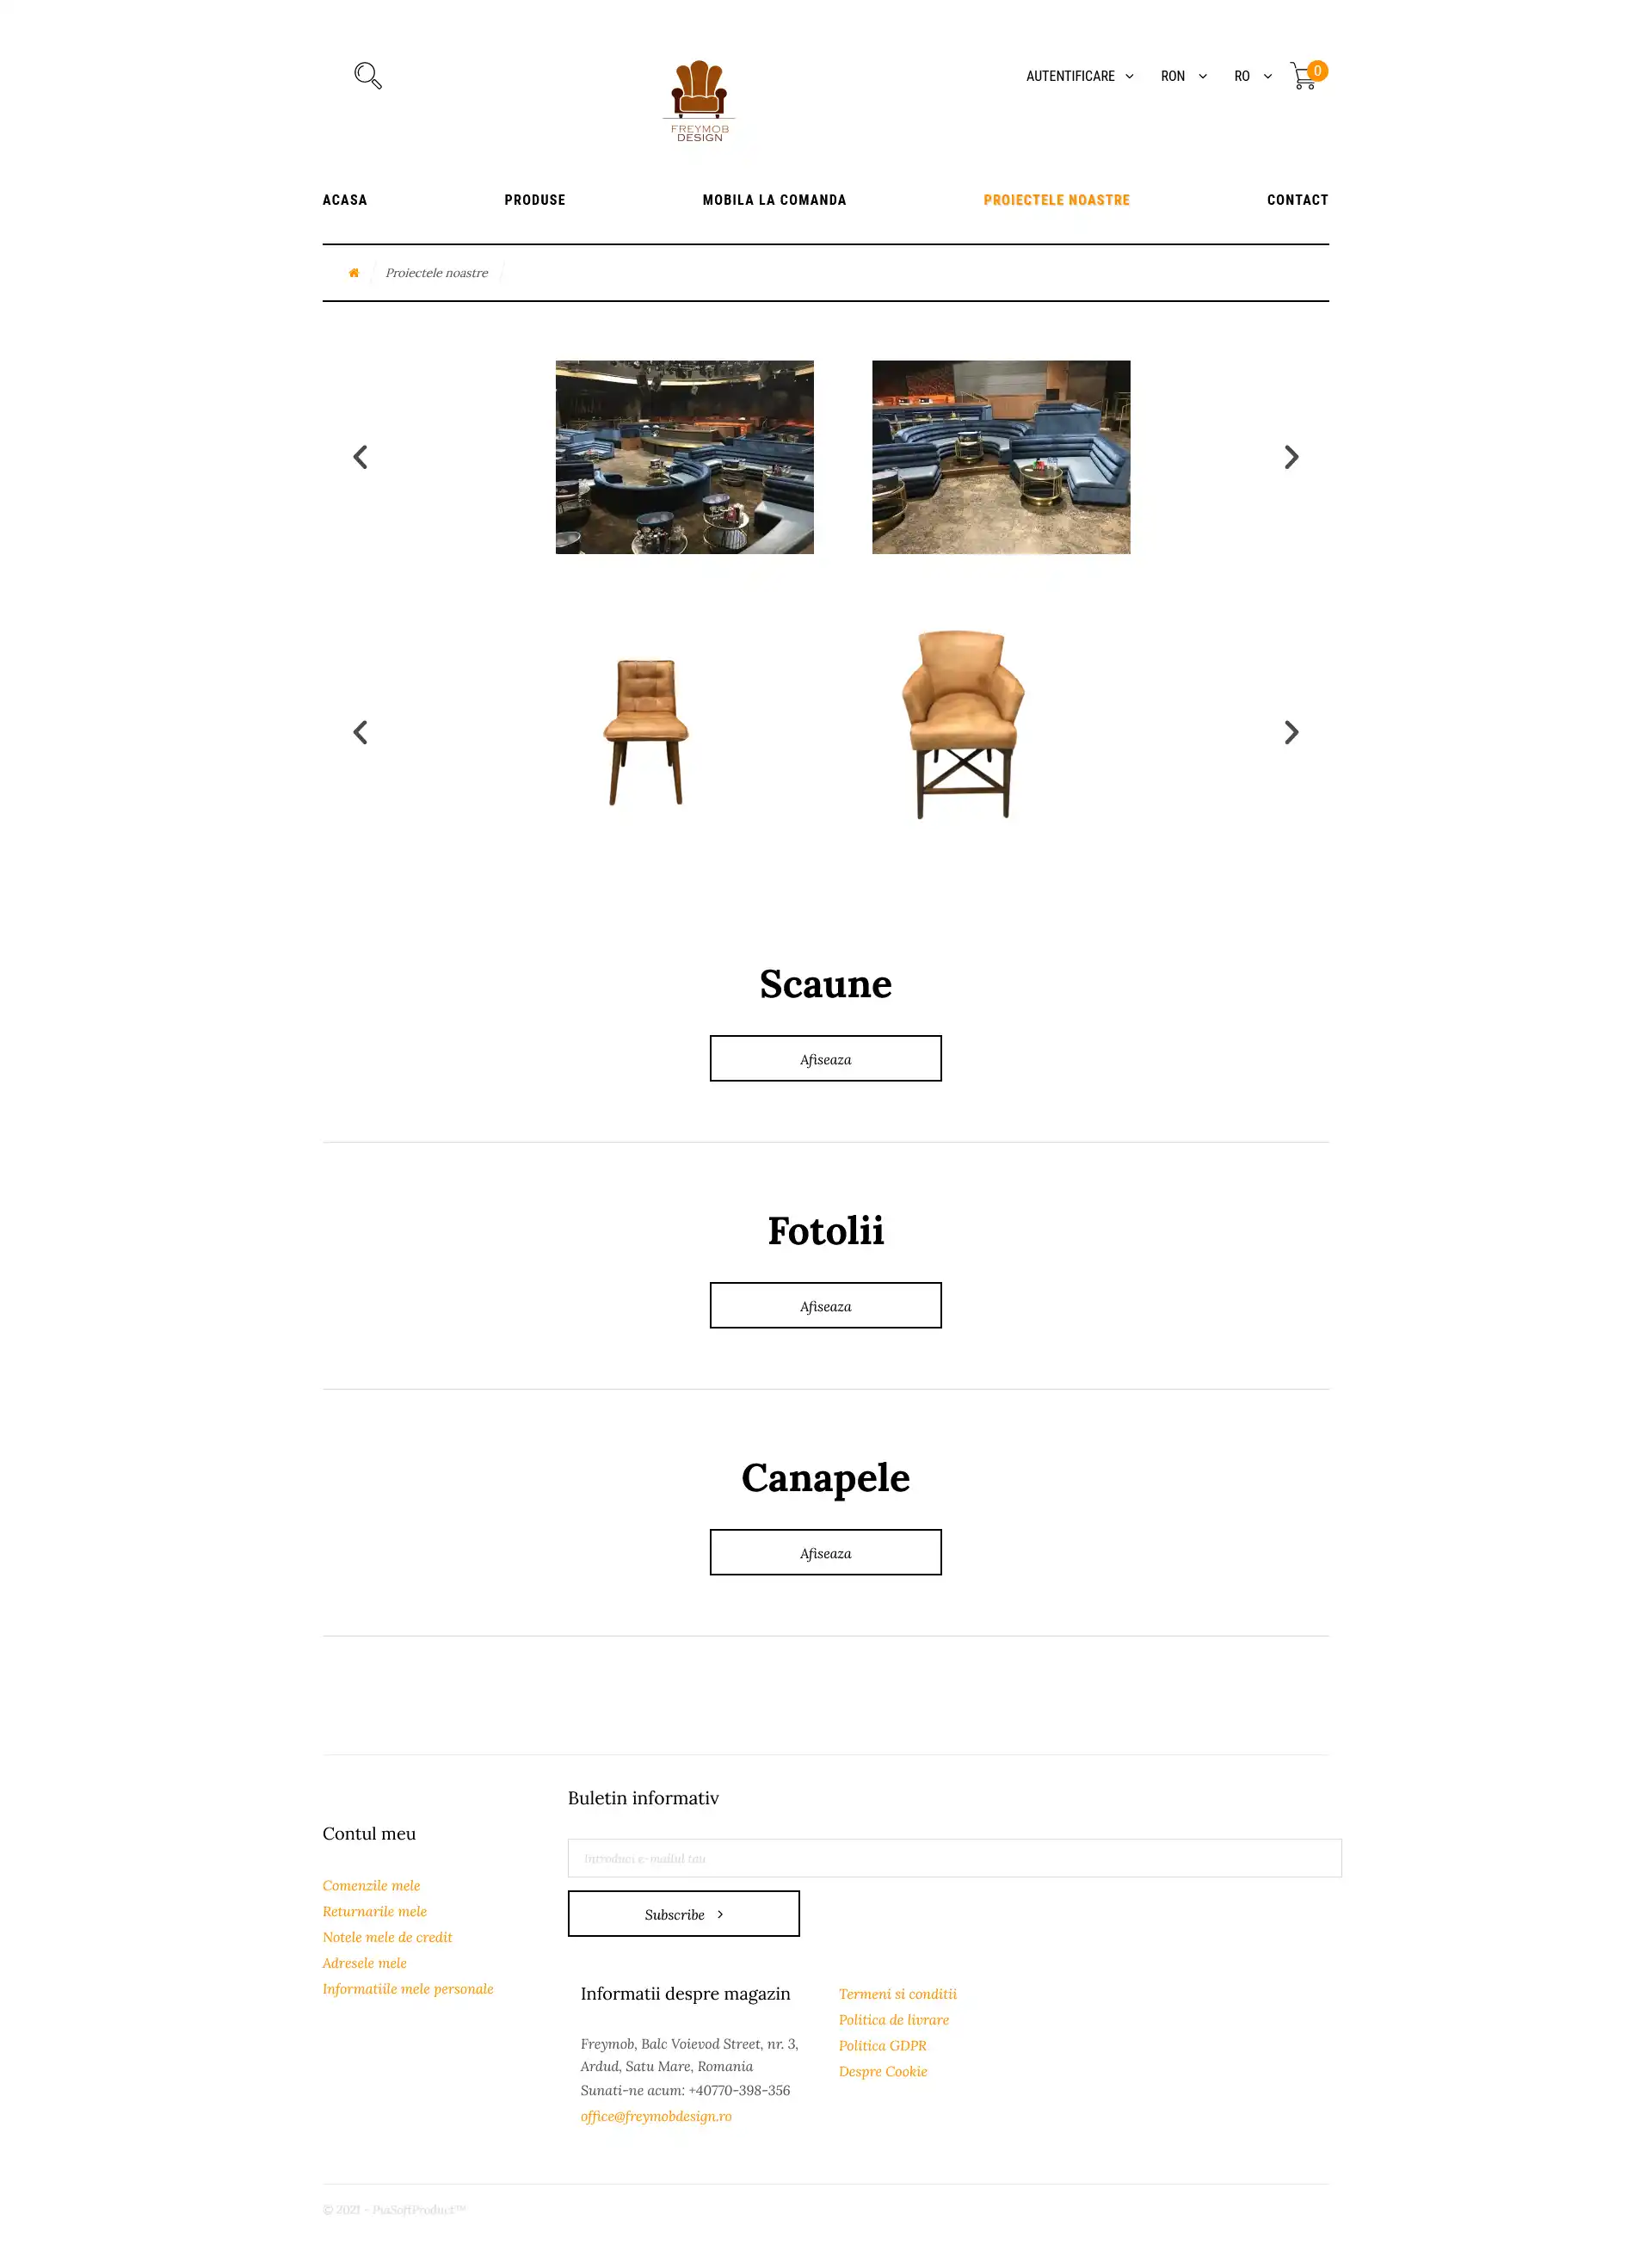 AUTENTIFICARE
RON
RO
0
FREYMOB
DESIGN
ACASA
PRODUSE
MOBILA LA COMANDA
PROIECTELE NOASTRE
CONTACT
Proiectele noastre
Scaune
Afiseaza
Fotolii
Afiseaza
Canapele
Afiseaza
Contul meu
Comenzile mele
Returnarile mele
Notele mele de credit
Adresele mele
Informatiile mele personale
Buletin informativ
Introduci e-mailul tau
Subscribe
Informatii despre magazin
Freymob, Balc Voievod Street, nr. 3,
Ardud, Satu Mare, Romania
Sunati-ne acum: +40770-398-356
office@freymobdesign.ro
Termeni si conditii
Politica de livrare
Politica GDPR
Despre Cookie
© 2021 - PiaSoftProduct™